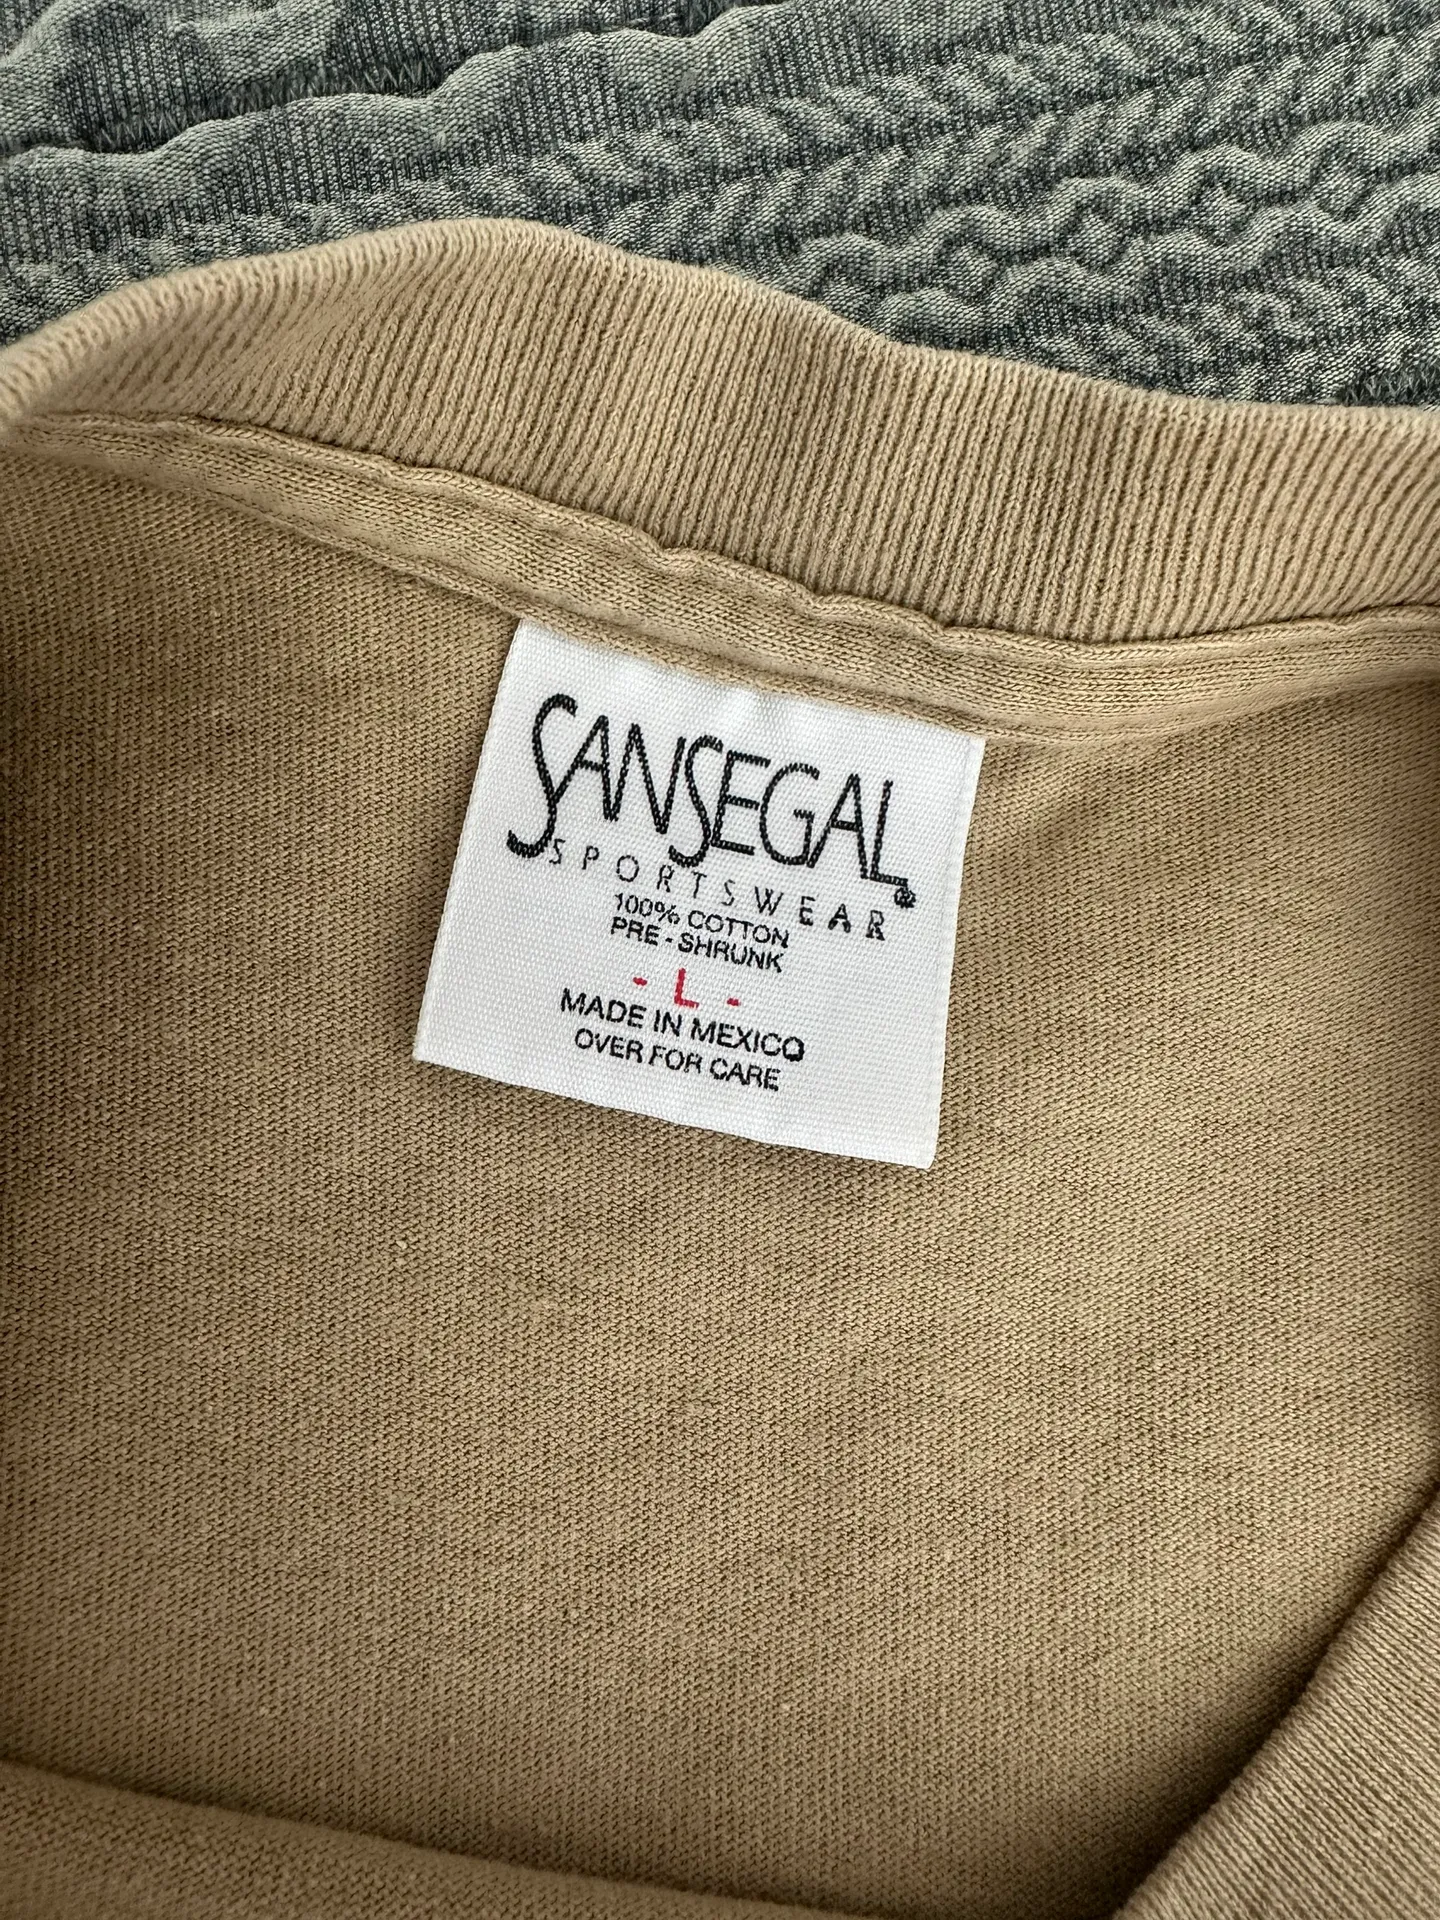 SANSEGAL®
SPORTSWEAR
100% COTTON
PRE-SHRUNK
- L -
MADE IN MEXICO
OVER FOR CARE